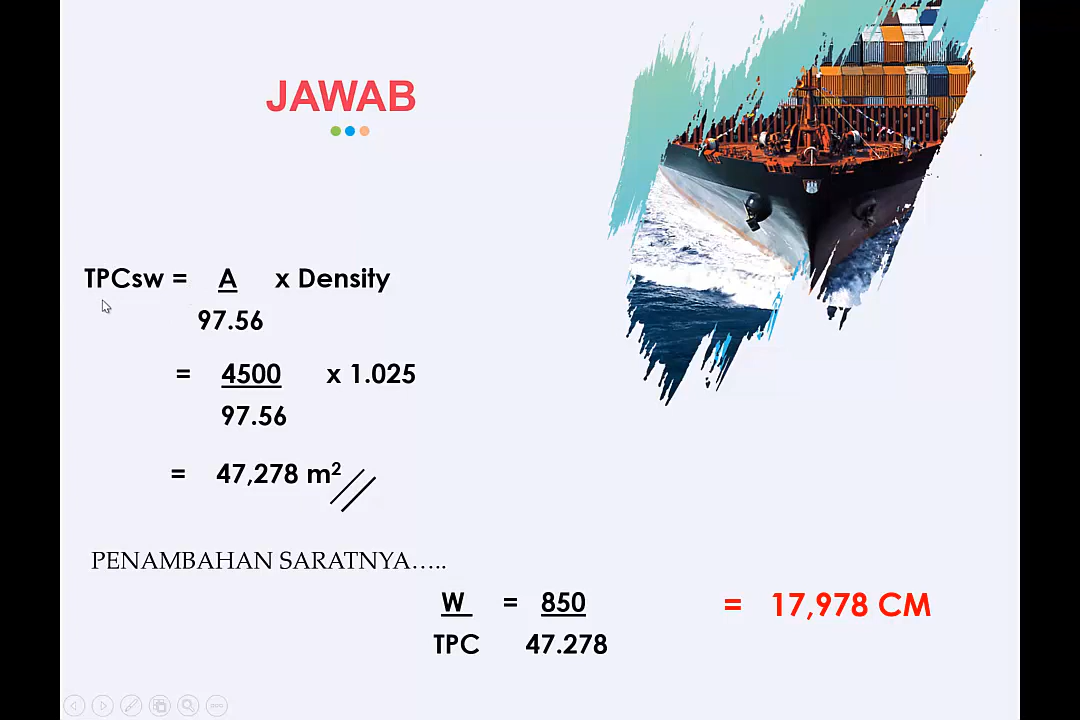 JAWAB
TPCsw = A x Density
97.56
= 4500 x 1.025
97.56
= 47,278 m²
PENAMBAHAN SARATNYA.....
W = 850 = 17,978 CM
TPC 47.278